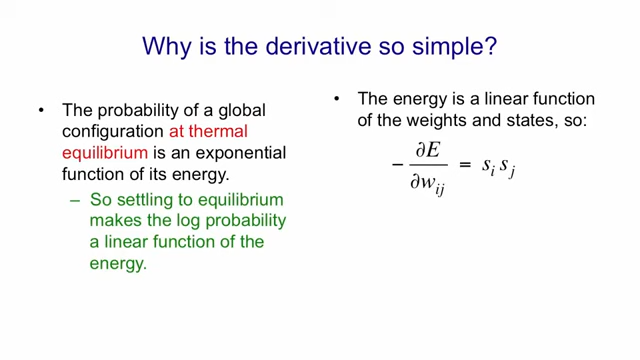 Why is the derivative so simple?
• The probability of a global
configuration at thermal
equilibrium is an exponential
function of its energy.
– So settling to equilibrium
makes the log probability
a linear function of the
energy.
• The energy is a linear function
of the weights and states, so:
− ∂E / ∂w_ij = s_i s_j